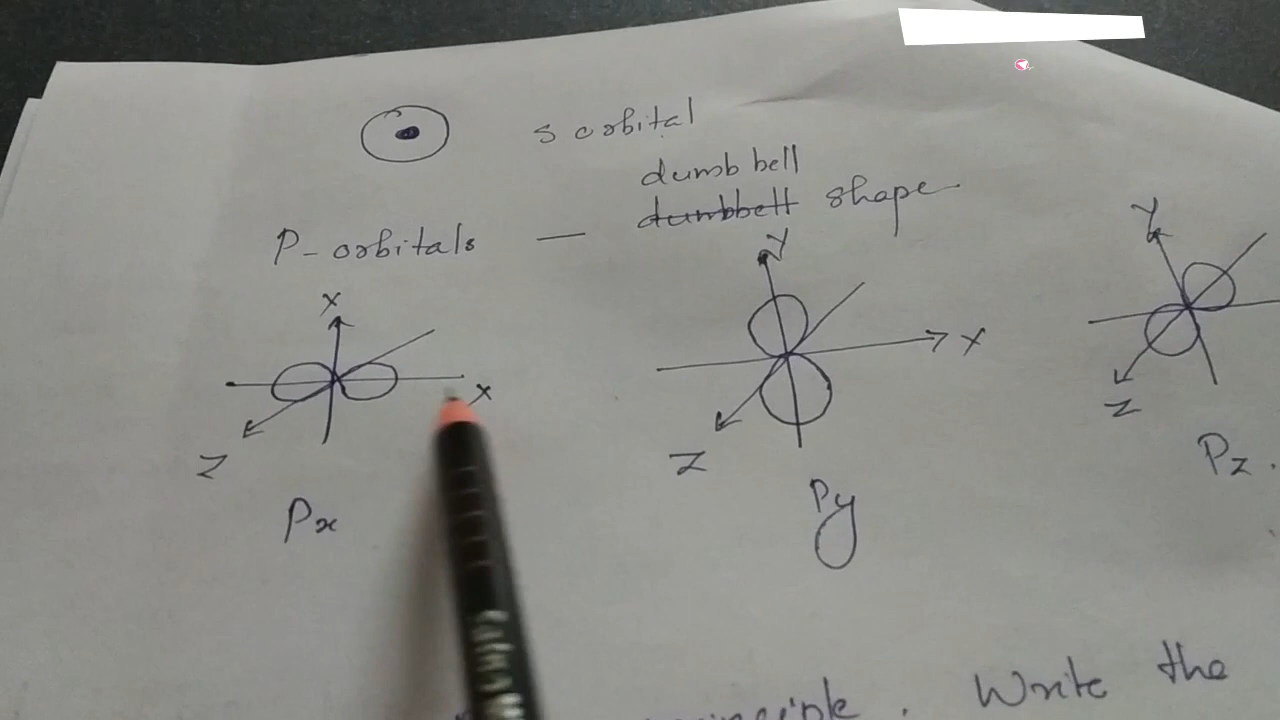 s orbital
dumb bell
P-orbitals — dumbbell shape
X
X
Z
Px
Y
X
Z
Py
Y
Z
Pz.
Write the